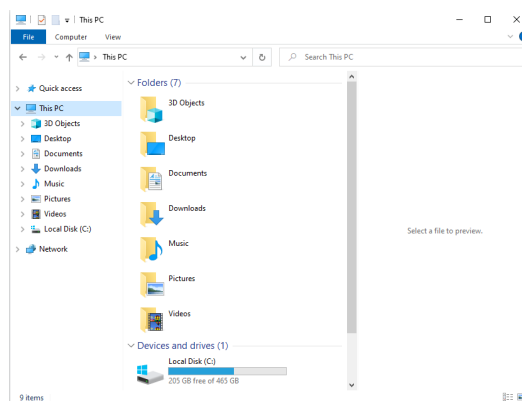 This PC
File Computer View
This PC
Search This PC
Quick access
This PC
3D Objects
Desktop
Documents
Downloads
Music
Pictures
Videos
Local Disk (C:)
Network
Folders (7)
3D Objects
Desktop
Documents
Downloads
Music
Pictures
Videos
Devices and drives (1)
Local Disk (C:)
205 GB free of 465 GB
Select a file to preview.
9 items